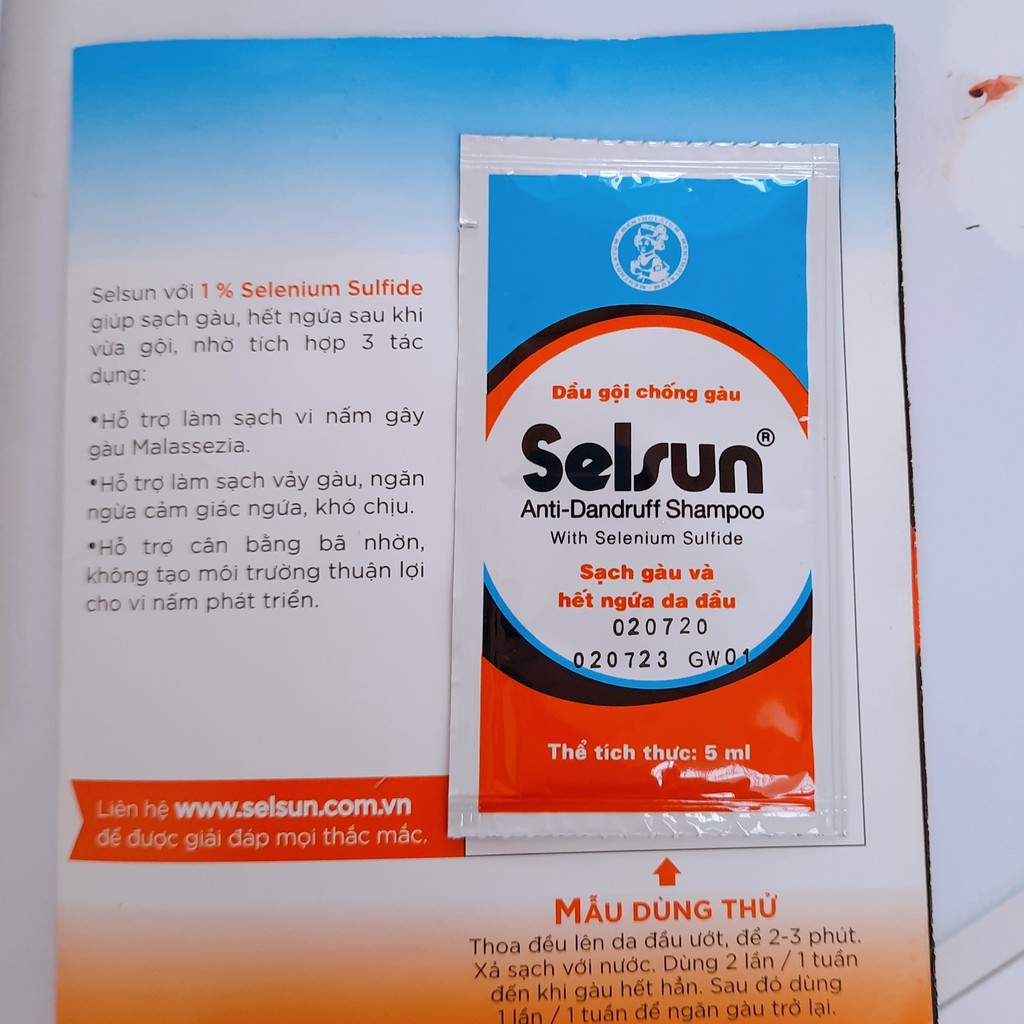 Selsun với 1 % Selenium Sulfide
giúp sạch gàu, hết ngứa sau khi
vừa gội, nhờ tích hợp 3 tác
dụng:
•Hỗ trợ làm sạch vi nấm gây
gàu Malassezia.
•Hỗ trợ làm sạch vảy gàu, ngăn
ngừa cảm giác ngứa, khó chịu.
•Hỗ trợ cân bằng bã nhờn,
không tạo môi trường thuận lợi
cho vi nấm phát triển.
Liên hệ www.selsun.com.vn
để được giải đáp mọi thắc mắc.
Dầu gội chống gàu
Selsun®
Anti-Dandruff Shampoo
With Selenium Sulfide
Sạch gàu và
hết ngứa da đầu
020720
020723 GW01
Thể tích thực: 5 ml
MẪU DÙNG THỬ
Thoa đều lên da đầu ướt, để 2-3 phút.
Xả sạch với nước. Dùng 2 lần / 1 tuần
đến khi gàu hết hẳn. Sau đó dùng
1 lần / 1 tuần để ngăn gàu trở lại.